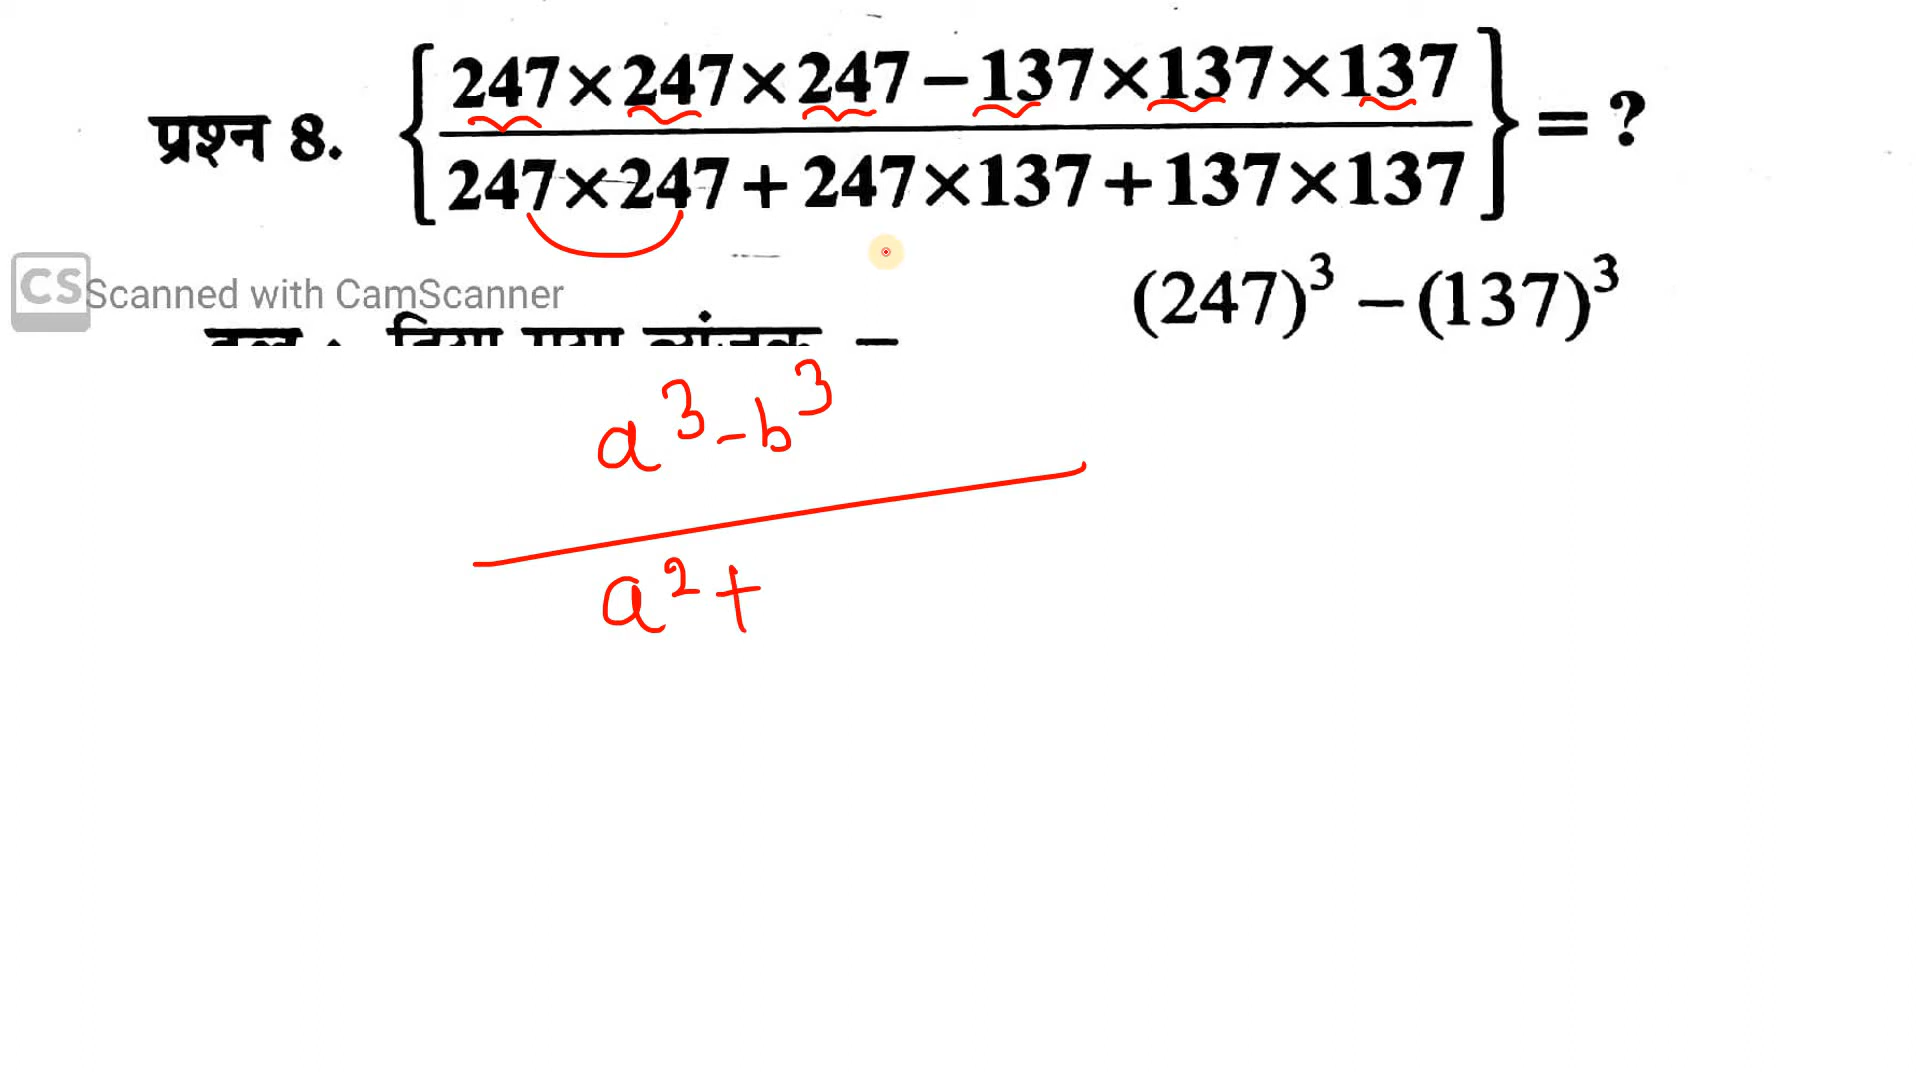 प्रश्न 8. {247×247×247−137×137×137 / 247×247+247×137+137×137} = ?
CS Scanned with CamScanner
(247)³ − (137)³
a³-b³
a²+